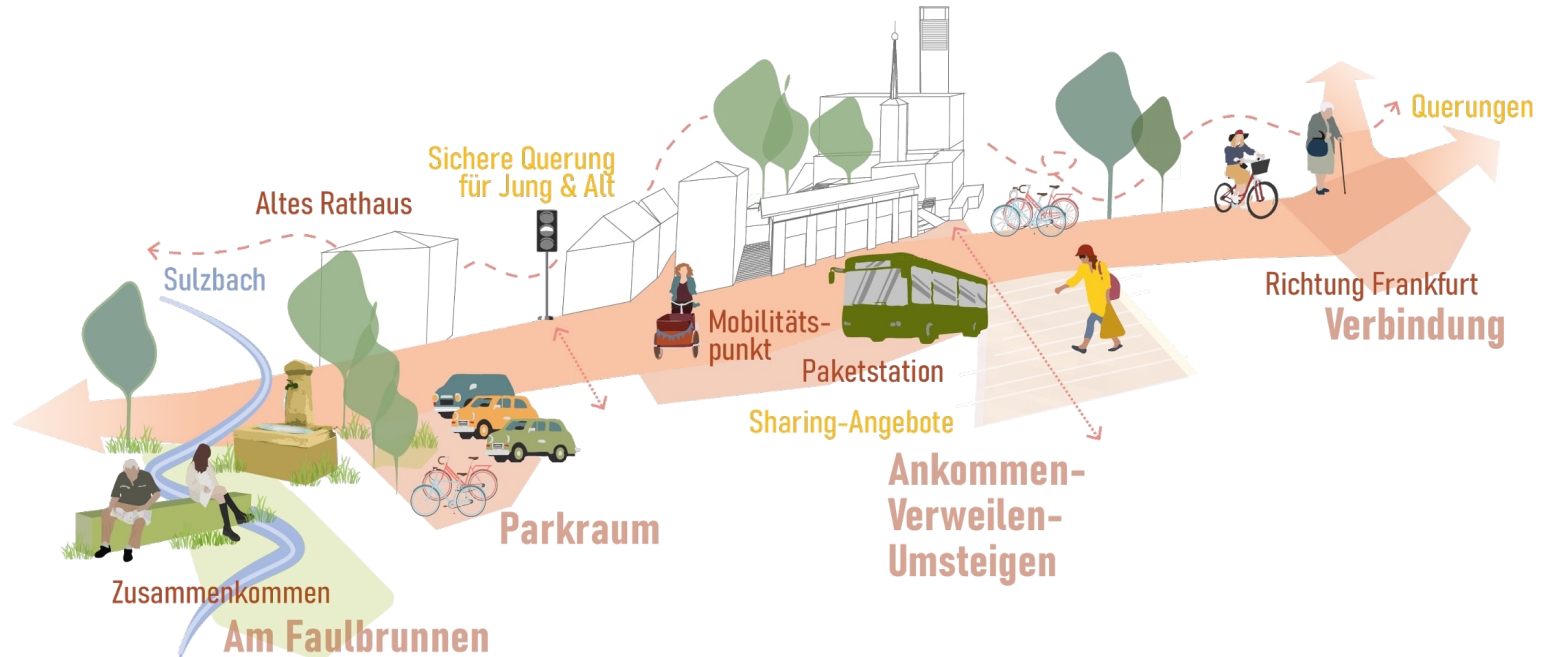 Querungen
Sichere Querung
für Jung & Alt
Altes Rathaus
Sulzbach
Richtung Frankfurt
Verbindung
Mobilitäts-
punkt
Paketstation
Sharing-Angebote
Ankommen-
Verweilen-
Umsteigen
Parkraum
Zusammenkommen
Am Faulbrunnen